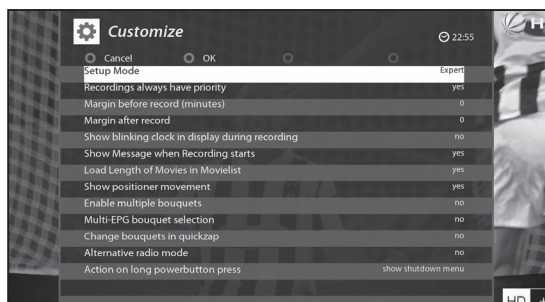 Customize
22:55
Cancel OK
Setup Mode Expert
Recordings always have priority yes
Margin before record (minutes) 0
Margin after record 0
Show blinking clock in display during recording no
Show Message when Recording starts yes
Load Length of Movies in Movielist yes
Show positioner movement yes
Enable multiple bouquets no
Multi-EPG bouquet selection no
Change bouquets in quickzap no
Alternative radio mode no
Action on long powerbutton press show shutdown menu
HD